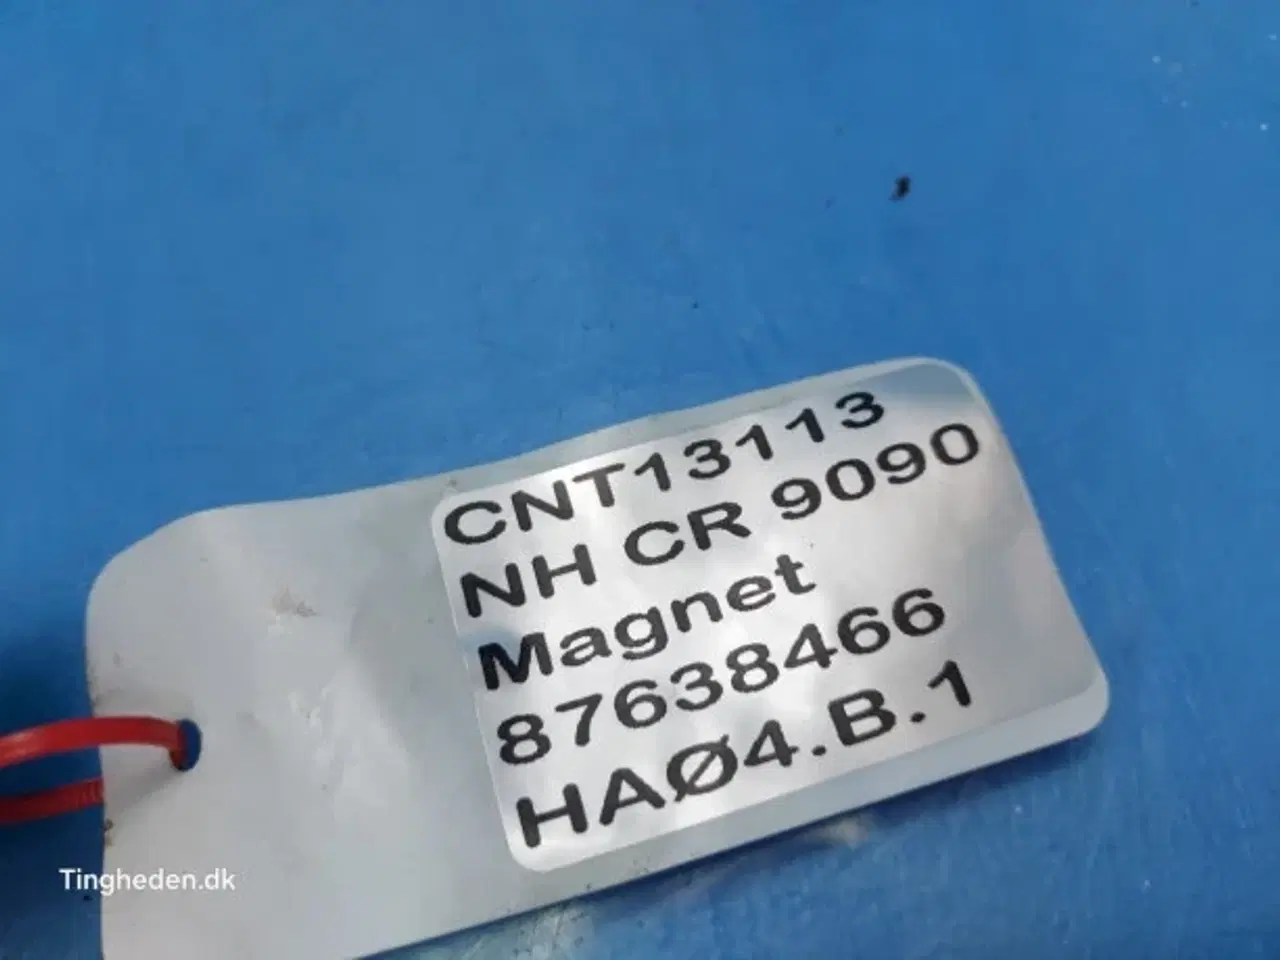 CNT13113
NH CR 9090
Magnet
87638466
HAØ4.B.1
Tingheden.dk